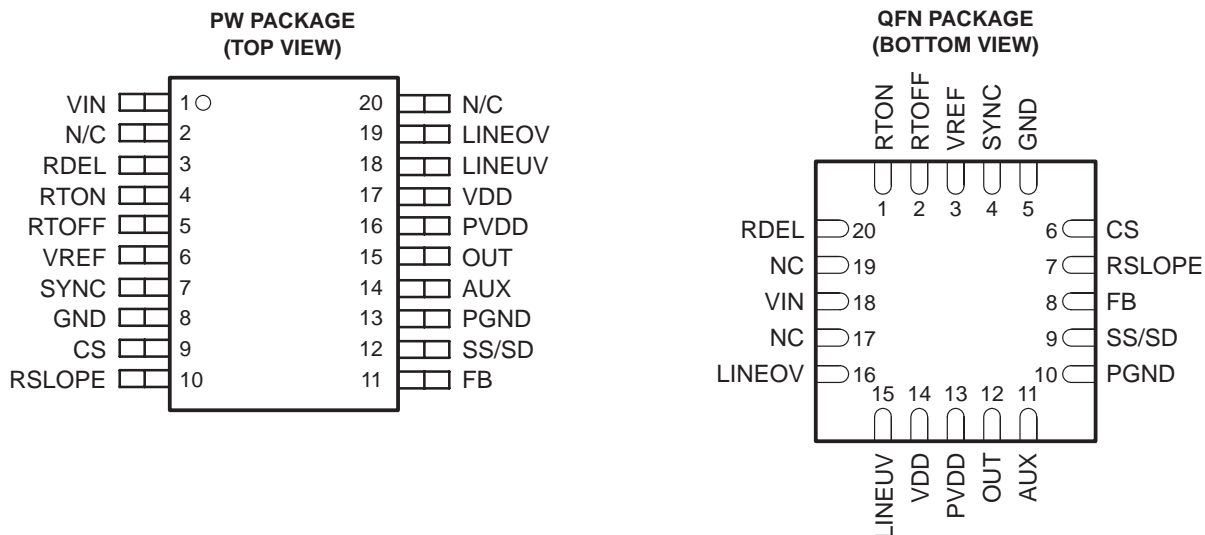 PW PACKAGE
(TOP VIEW)
VIN 1 20 N/C
N/C 2 19 LINEOV
RDEL 3 18 LINEUV
RTON 4 17 VDD
RTOFF 5 16 PVDD
VREF 6 15 OUT
SYNC 7 14 AUX
GND 8 13 PGND
CS 9 12 SS/SD
RSLOPE 10 11 FB
QFN PACKAGE
(BOTTOM VIEW)
RTON RTOFF VREF SYNC GND
1 2 3 4 5
RDEL 20 6 CS
NC 19 7 RSLOPE
VIN 18 8 FB
NC 17 9 SS/SD
LINEOV 16 10 PGND
15 14 13 12 11
LINEUV VDD PVDD OUT AUX